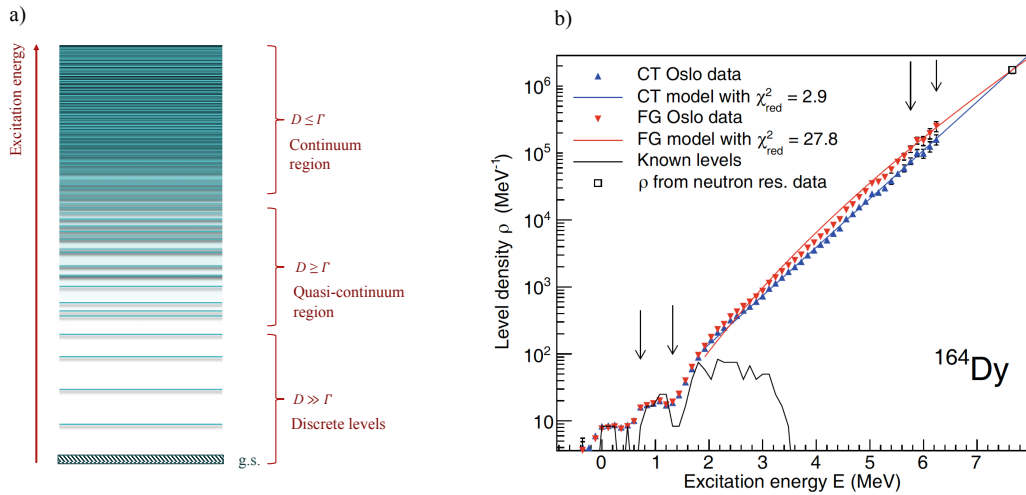 a)
Excitation energy
D ≤ Γ
Continuum
region
D ≥ Γ
Quasi-continuum
region
D ≫ Γ
Discrete levels
g.s.
b)
Level density ρ (MeV⁻¹)
10⁶
10⁵
10⁴
10³
10²
10
CT Oslo data
CT model with χ²red = 2.9
FG Oslo data
FG model with χ²red = 27.8
Known levels
ρ from neutron res. data
¹⁶⁴Dy
0 1 2 3 4 5 6 7
Excitation energy E (MeV)